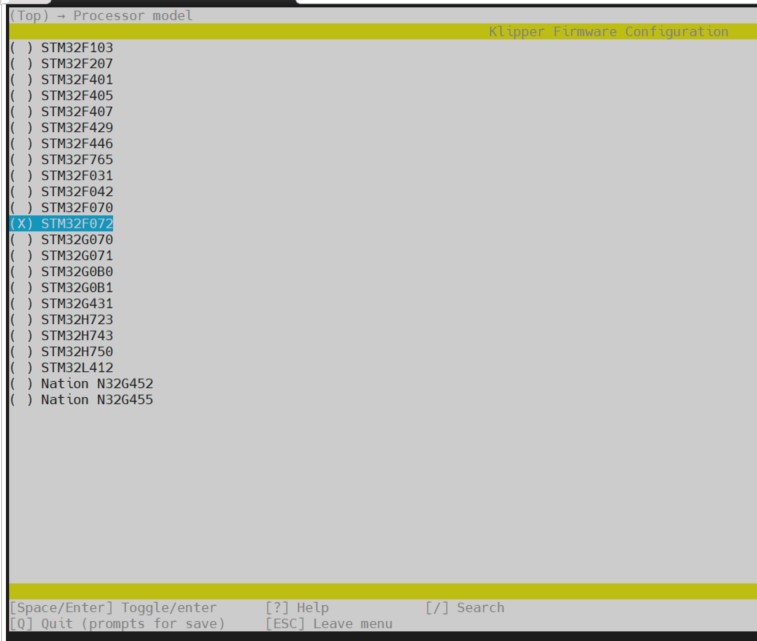 (Top) → Processor model
Klipper Firmware Configuration
( ) STM32F103
( ) STM32F207
( ) STM32F401
( ) STM32F405
( ) STM32F407
( ) STM32F429
( ) STM32F446
( ) STM32F765
( ) STM32F031
( ) STM32F042
( ) STM32F070
(X) STM32F072
( ) STM32G070
( ) STM32G071
( ) STM32G0B0
( ) STM32G0B1
( ) STM32G431
( ) STM32H723
( ) STM32H743
( ) STM32H750
( ) STM32L412
( ) Nation N32G452
( ) Nation N32G455
[Space/Enter] Toggle/enter [?] Help [/] Search
[Q] Quit (prompts for save) [ESC] Leave menu